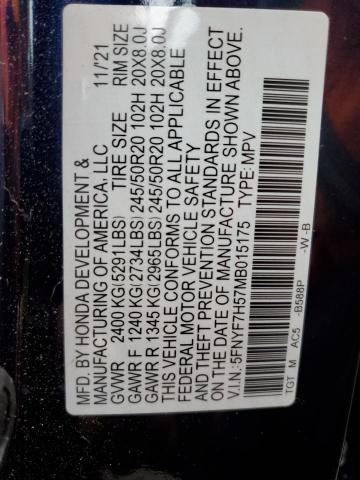 MFD. BY HONDA DEVELOPMENT &
MANUFACTURING OF AMERICA, LLC 11/21
GVWR 2400 KG(5291LBS) TIRE SIZE RIM SIZE
GAWR F 1240 KG(2734LBS) 245/50R20 102H 20X8.0J
GAWR R 1345 KG(2965LBS) 245/50R20 102H 20X8.0J
THIS VEHICLE CONFORMS TO ALL APPLICABLE
FEDERAL MOTOR VEHICLE SAFETY
AND THEFT PREVENTION STANDARDS IN EFFECT
ON THE DATE OF MANUFACTURE SHOWN ABOVE.
V.I.N.:5FNYF7H57MB015175 TYPE: MPV
TGT M AC5 -B588P -W -B